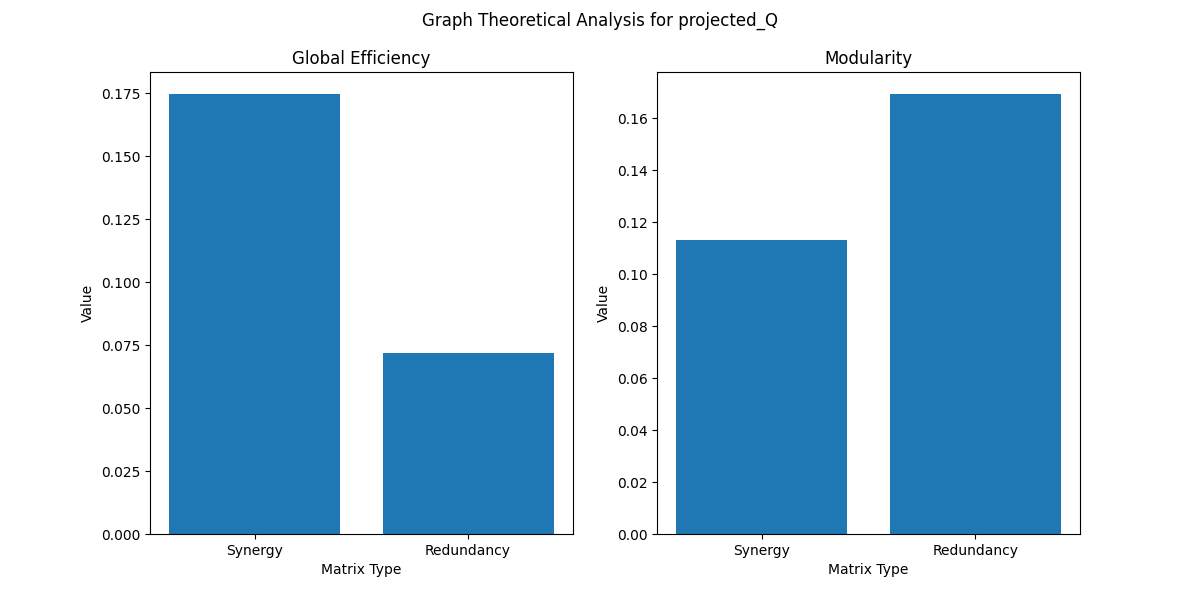 Graph Theoretical Analysis for projected_Q
Global Efficiency
0.175
0.150
0.125
0.100
0.075
0.050
0.025
0.000
Value
Synergy
Redundancy
Matrix Type
Modularity
0.16
0.14
0.12
0.10
0.08
0.06
0.04
0.02
0.00
Value
Synergy
Redundancy
Matrix Type